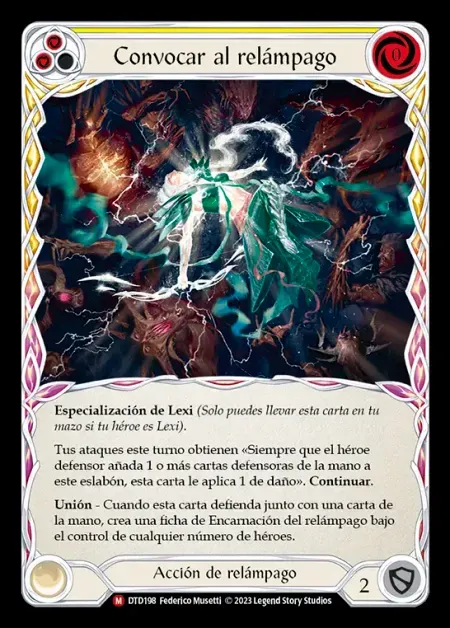 Convocar al relámpago
0
Especialización de Lexi (Solo puedes llevar esta carta en tu
mazo si tu héroe es Lexi).
Tus ataques este turno obtienen «Siempre que el héroe
defensor añada 1 o más cartas defensoras de la mano a
este eslabón, esta carta le aplica 1 de daño». Continuar.
Unión - Cuando esta carta defienda junto con una carta de
la mano, crea una ficha de Encarnación del relámpago bajo
el control de cualquier número de héroes.
Acción de relámpago
2
M DTD198 Federico Musetti © 2023 Legend Story Studios